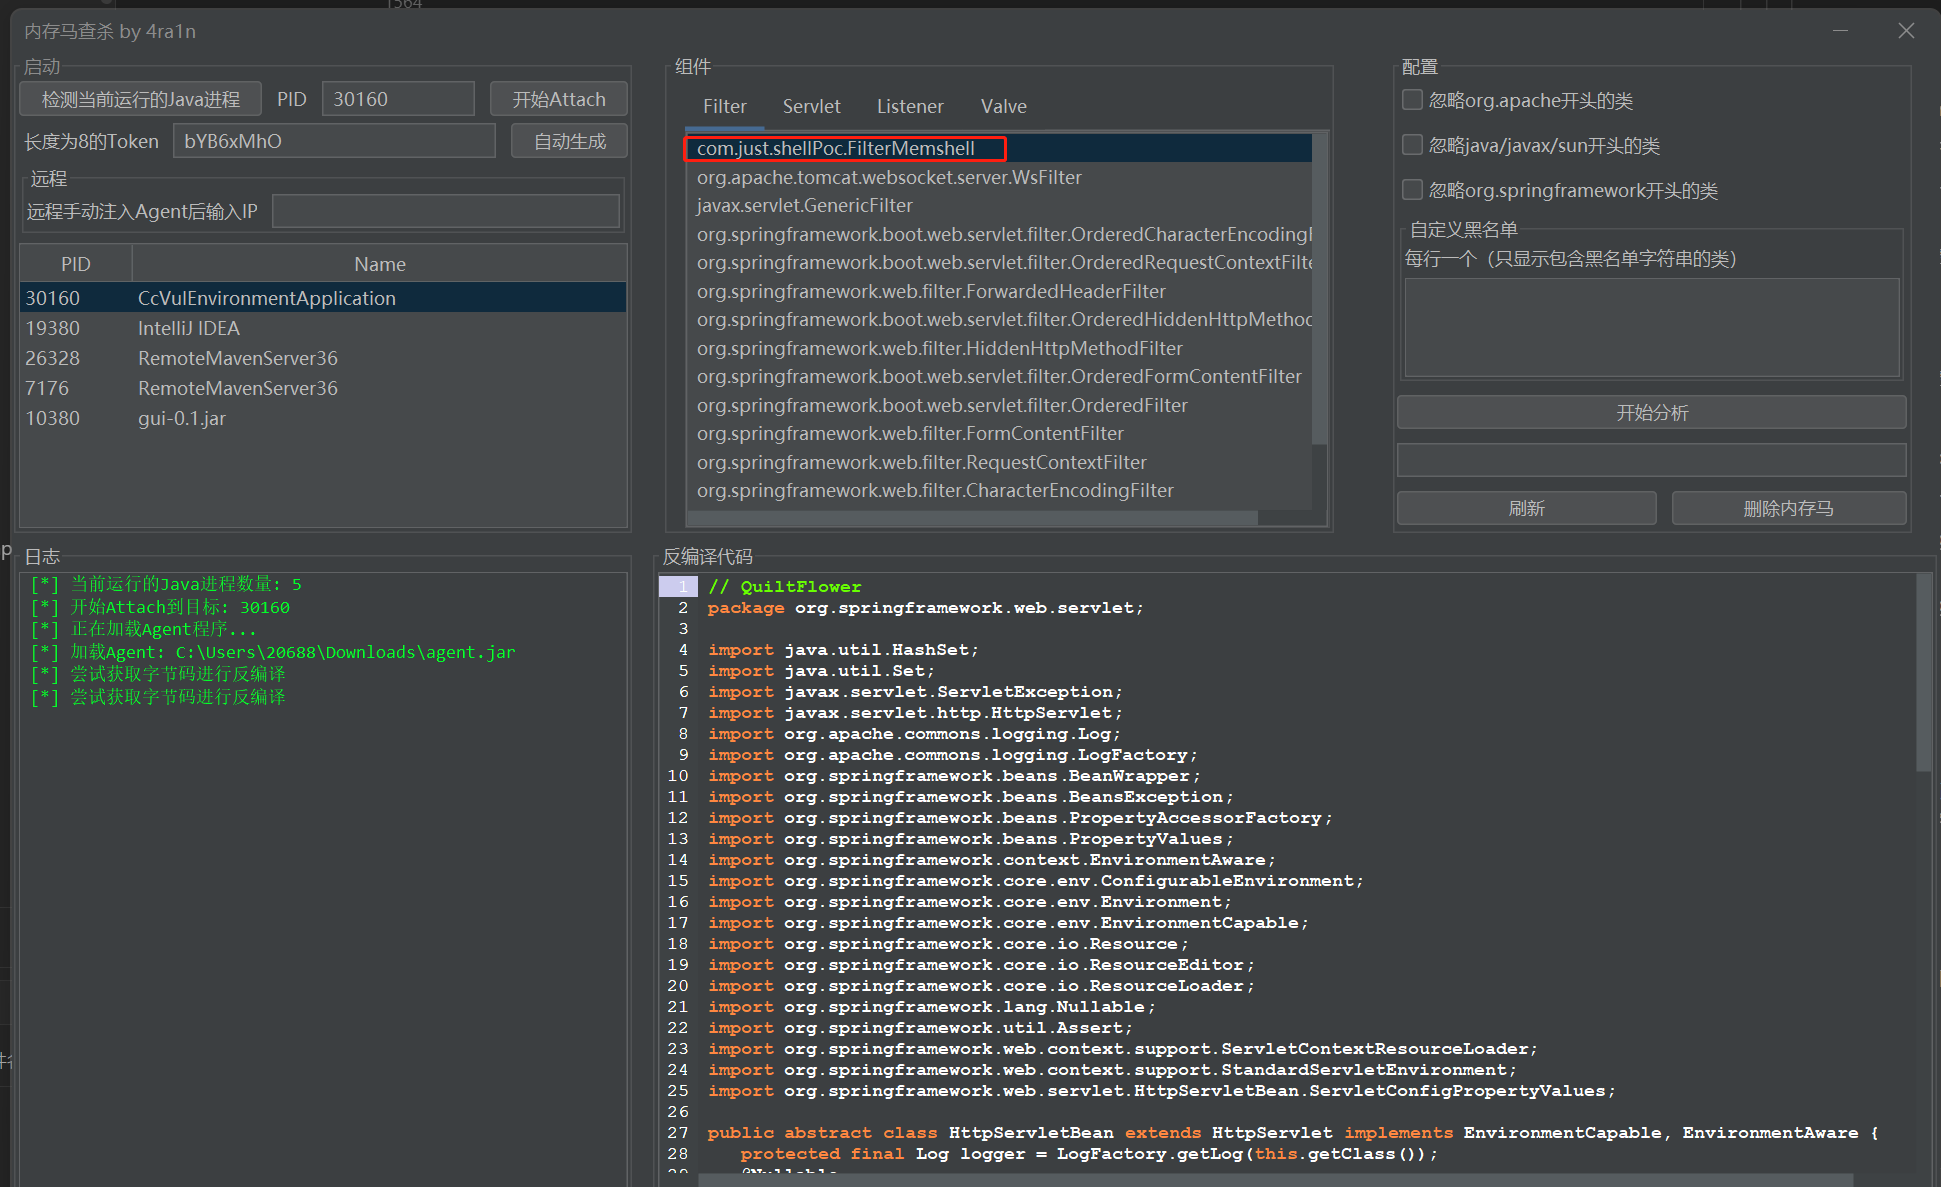 1564
内存马查杀 by 4ra1n
启动
检测当前运行的Java进程 PID 30160 开始Attach
长度为8的Token bYB6xMhO 自动生成
远程
远程手动注入Agent后输入IP
PID Name
30160 CcVulEnvironmentApplication
19380 IntelliJ IDEA
26328 RemoteMavenServer36
7176 RemoteMavenServer36
10380 gui-0.1.jar
组件
Filter Servlet Listener Valve
com.just.shellPoc.FilterMemshell
org.apache.tomcat.websocket.server.WsFilter
javax.servlet.GenericFilter
org.springframework.boot.web.servlet.filter.OrderedCharacterEncodingF
org.springframework.boot.web.servlet.filter.OrderedRequestContextFilte
org.springframework.web.filter.ForwardedHeaderFilter
org.springframework.boot.web.servlet.filter.OrderedHiddenHttpMethod
org.springframework.web.filter.HiddenHttpMethodFilter
org.springframework.boot.web.servlet.filter.OrderedFormContentFilter
org.springframework.boot.web.servlet.filter.OrderedFilter
org.springframework.web.filter.FormContentFilter
org.springframework.web.filter.RequestContextFilter
org.springframework.web.filter.CharacterEncodingFilter
配置
忽略org.apache开头的类
忽略java/javax/sun开头的类
忽略org.springframework开头的类
自定义黑名单
每行一个（只显示包含黑名单字符串的类）
开始分析
刷新 删除内存马
日志
[*] 当前运行的Java进程数量: 5
[*] 开始Attach到目标: 30160
[*] 正在加载Agent程序...
[*] 加载Agent: C:\Users\20688\Downloads\agent.jar
[*] 尝试获取字节码进行反编译
[*] 尝试获取字节码进行反编译
反编译代码
1 // QuiltFlower
2 package org.springframework.web.servlet;
3
4 import java.util.HashSet;
5 import java.util.Set;
6 import javax.servlet.ServletException;
7 import javax.servlet.http.HttpServlet;
8 import org.apache.commons.logging.Log;
9 import org.apache.commons.logging.LogFactory;
10 import org.springframework.beans.BeanWrapper;
11 import org.springframework.beans.BeansException;
12 import org.springframework.beans.PropertyAccessorFactory;
13 import org.springframework.beans.PropertyValues;
14 import org.springframework.context.EnvironmentAware;
15 import org.springframework.core.env.ConfigurableEnvironment;
16 import org.springframework.core.env.Environment;
17 import org.springframework.core.env.EnvironmentCapable;
18 import org.springframework.core.io.Resource;
19 import org.springframework.core.io.ResourceEditor;
20 import org.springframework.core.io.ResourceLoader;
21 import org.springframework.lang.Nullable;
22 import org.springframework.util.Assert;
23 import org.springframework.web.context.support.ServletContextResourceLoader;
24 import org.springframework.web.context.support.StandardServletEnvironment;
25 import org.springframework.web.servlet.HttpServletBean.ServletConfigPropertyValues;
26
27 public abstract class HttpServletBean extends HttpServlet implements EnvironmentCapable, EnvironmentAware {
28 protected final Log logger = LogFactory.getLog(this.getClass());
29 @Nullable